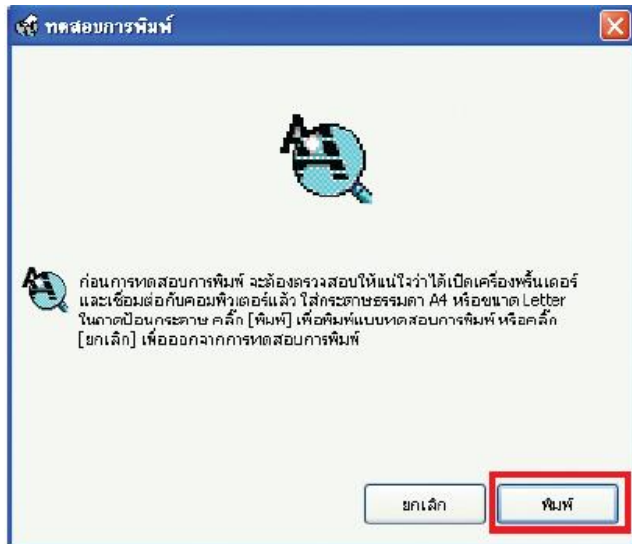 ทดสอบการพิมพ์
ก่อนการทดสอบการพิมพ์ จะต้องตรวจสอบให้แน่ใจว่าได้เปิดเครื่องพริ้นเตอร์
และเชื่อมต่อกับคอมพิวเตอร์แล้ว ใส่กระดาษธรรมดา A4 หรือขนาด Letter
ในถาดป้อนกระดาษ คลิ๊ก [พิมพ์] เพื่อพิมพ์แบบทดสอบการพิมพ์ หรือคลิ๊ก
[ยกเลิก] เพื่อออกจากการทดสอบการพิมพ์
ยกเลิก
พิมพ์